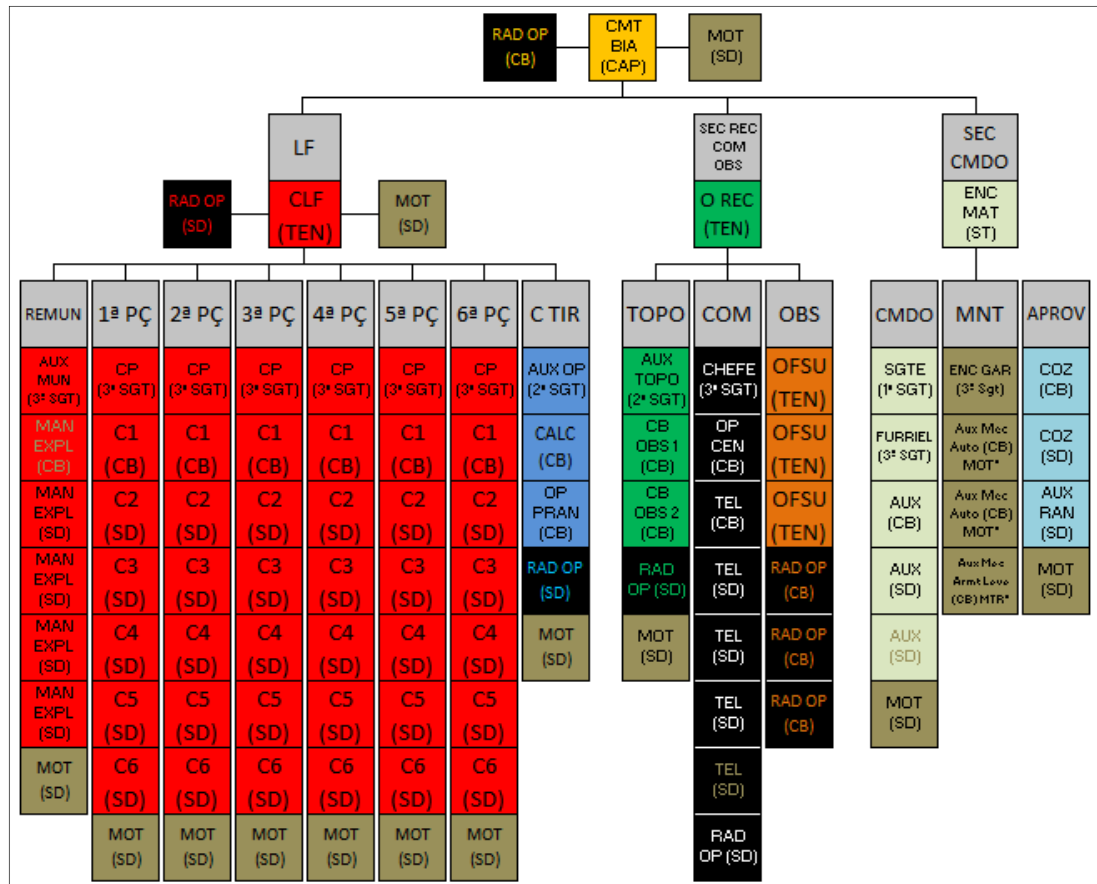 RAD OP
(CB)
CMT
BIA
(CAP)
MOT
(SD)
LF
RAD OP
(SD)
CLF
(TEN)
MOT
(SD)
SEC REC
COM
OBS
O REC
(TEN)
SEC
CMDO
ENC
MAT
(ST)
REMUN
AUX
MUN
(3º SGT)
MAN
EXPL
(CB)
MAN
EXPL
(SD)
MAN
EXPL
(SD)
MAN
EXPL
(SD)
MAN
EXPL
(SD)
MOT
(SD)
1ª PÇ
CP
(3º SGT)
C1
(CB)
C2
(SD)
C3
(SD)
C4
(SD)
C5
(SD)
C6
(SD)
MOT
(SD)
2ª PÇ
CP
(3º SGT)
C1
(CB)
C2
(SD)
C3
(SD)
C4
(SD)
C5
(SD)
C6
(SD)
MOT
(SD)
3ª PÇ
CP
(3º SGT)
C1
(CB)
C2
(SD)
C3
(SD)
C4
(SD)
C5
(SD)
C6
(SD)
MOT
(SD)
4ª PÇ
CP
(3º SGT)
C1
(CB)
C2
(SD)
C3
(SD)
C4
(SD)
C5
(SD)
C6
(SD)
MOT
(SD)
5ª PÇ
CP
(3º SGT)
C1
(CB)
C2
(SD)
C3
(SD)
C4
(SD)
C5
(SD)
C6
(SD)
MOT
(SD)
6ª PÇ
CP
(3º SGT)
C1
(CB)
C2
(SD)
C3
(SD)
C4
(SD)
C5
(SD)
C6
(SD)
MOT
(SD)
C TIR
AUX OP
(2º SGT)
CALC
(CB)
OP
PRAN
(CB)
RAD OP
(SD)
MOT
(SD)
TOPO
AUX
TOPO
(2º SGT)
CB
OBS 1
(CB)
CB
OBS 2
(CB)
RAD
OP (SD)
MOT
(SD)
COM
CHEFE
(3º SGT)
OP
CEN
(CB)
TEL
(CB)
TEL
(SD)
TEL
(SD)
TEL
(SD)
TEL
(SD)
RAD
OP (SD)
OBS
OFSU
(TEN)
OFSU
(TEN)
OFSU
(TEN)
RAD OP
(CB)
RAD OP
(CB)
RAD OP
(CB)
CMDO
SGTE
(1º SGT)
FURRIEL
(3º SGT)
AUX
(CB)
AUX
(SD)
AUX
(SD)
MOT
(SD)
MNT
ENC GAR
(3º Sgt)
Aux Mec
Auto (CB)
MOT*
Aux Mec
Auto (CB)
MOT*
Aux Mec
Armt Leve
(CB) MTR*
APROV
COZ
(CB)
COZ
(SD)
AUX
RAN
(SD)
MOT
(SD)